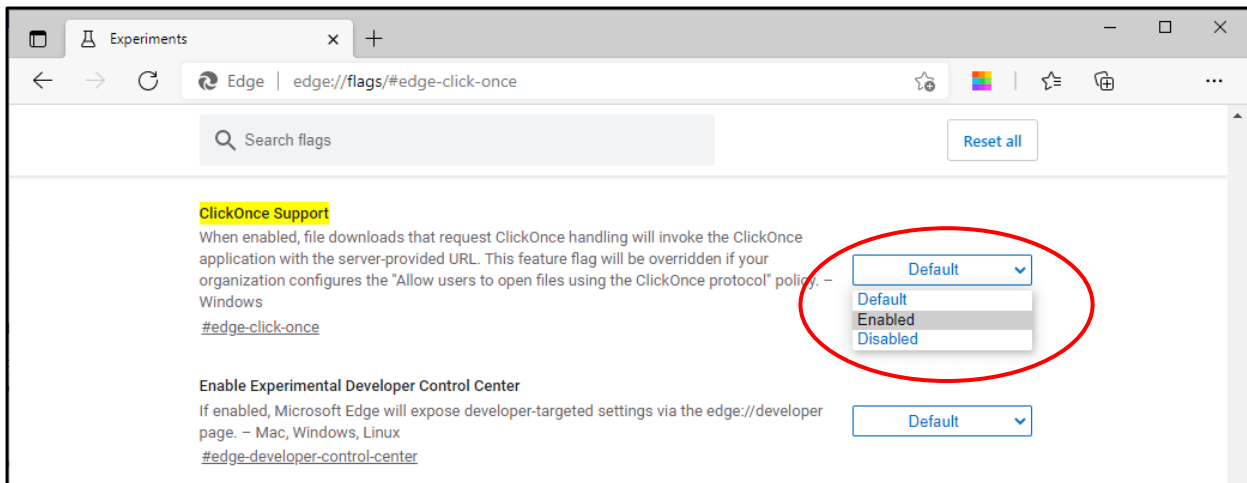 Experiments
Edge
edge://flags/#edge-click-once
Search flags
Reset all
ClickOnce Support
When enabled, file downloads that request ClickOnce handling will invoke the ClickOnce
application with the server-provided URL. This feature flag will be overridden if your
organization configures the "Allow users to open files using the ClickOnce protocol" policy. –
Windows
#edge-click-once
Default
Default
Enabled
Disabled
Enable Experimental Developer Control Center
If enabled, Microsoft Edge will expose developer-targeted settings via the edge://developer
page. – Mac, Windows, Linux
#edge-developer-control-center
Default